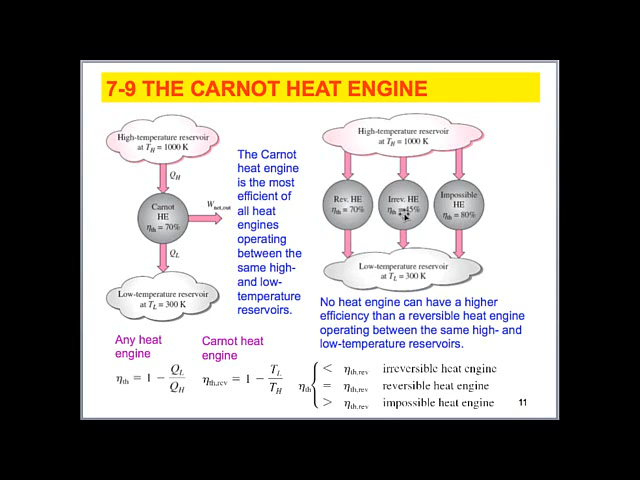 7-9 THE CARNOT HEAT ENGINE
High-temperature reservoir
at T_H = 1000 K
Q_H
Carnot
HE
η_th = 70%
W_net,out
Q_L
Low-temperature reservoir
at T_L = 300 K
The Carnot
heat engine
is the most
efficient of
all heat
engines
operating
between the
same high-
and low-
temperature
reservoirs.
High-temperature reservoir
at T_H = 1000 K
Rev. HE
η_th = 70%
Irrev. HE
η_th = 45%
Impossible
HE
η_th = 80%
Low-temperature reservoir
at T_L = 300 K
No heat engine can have a higher
efficiency than a reversible heat engine
operating between the same high- and
low-temperature reservoirs.
Any heat
engine
η_th = 1 − Q_L/Q_H
Carnot heat
engine
η_th,rev = 1 − T_L/T_H
η_th
< η_th,rev irreversible heat engine
= η_th,rev reversible heat engine
> η_th,rev impossible heat engine
11